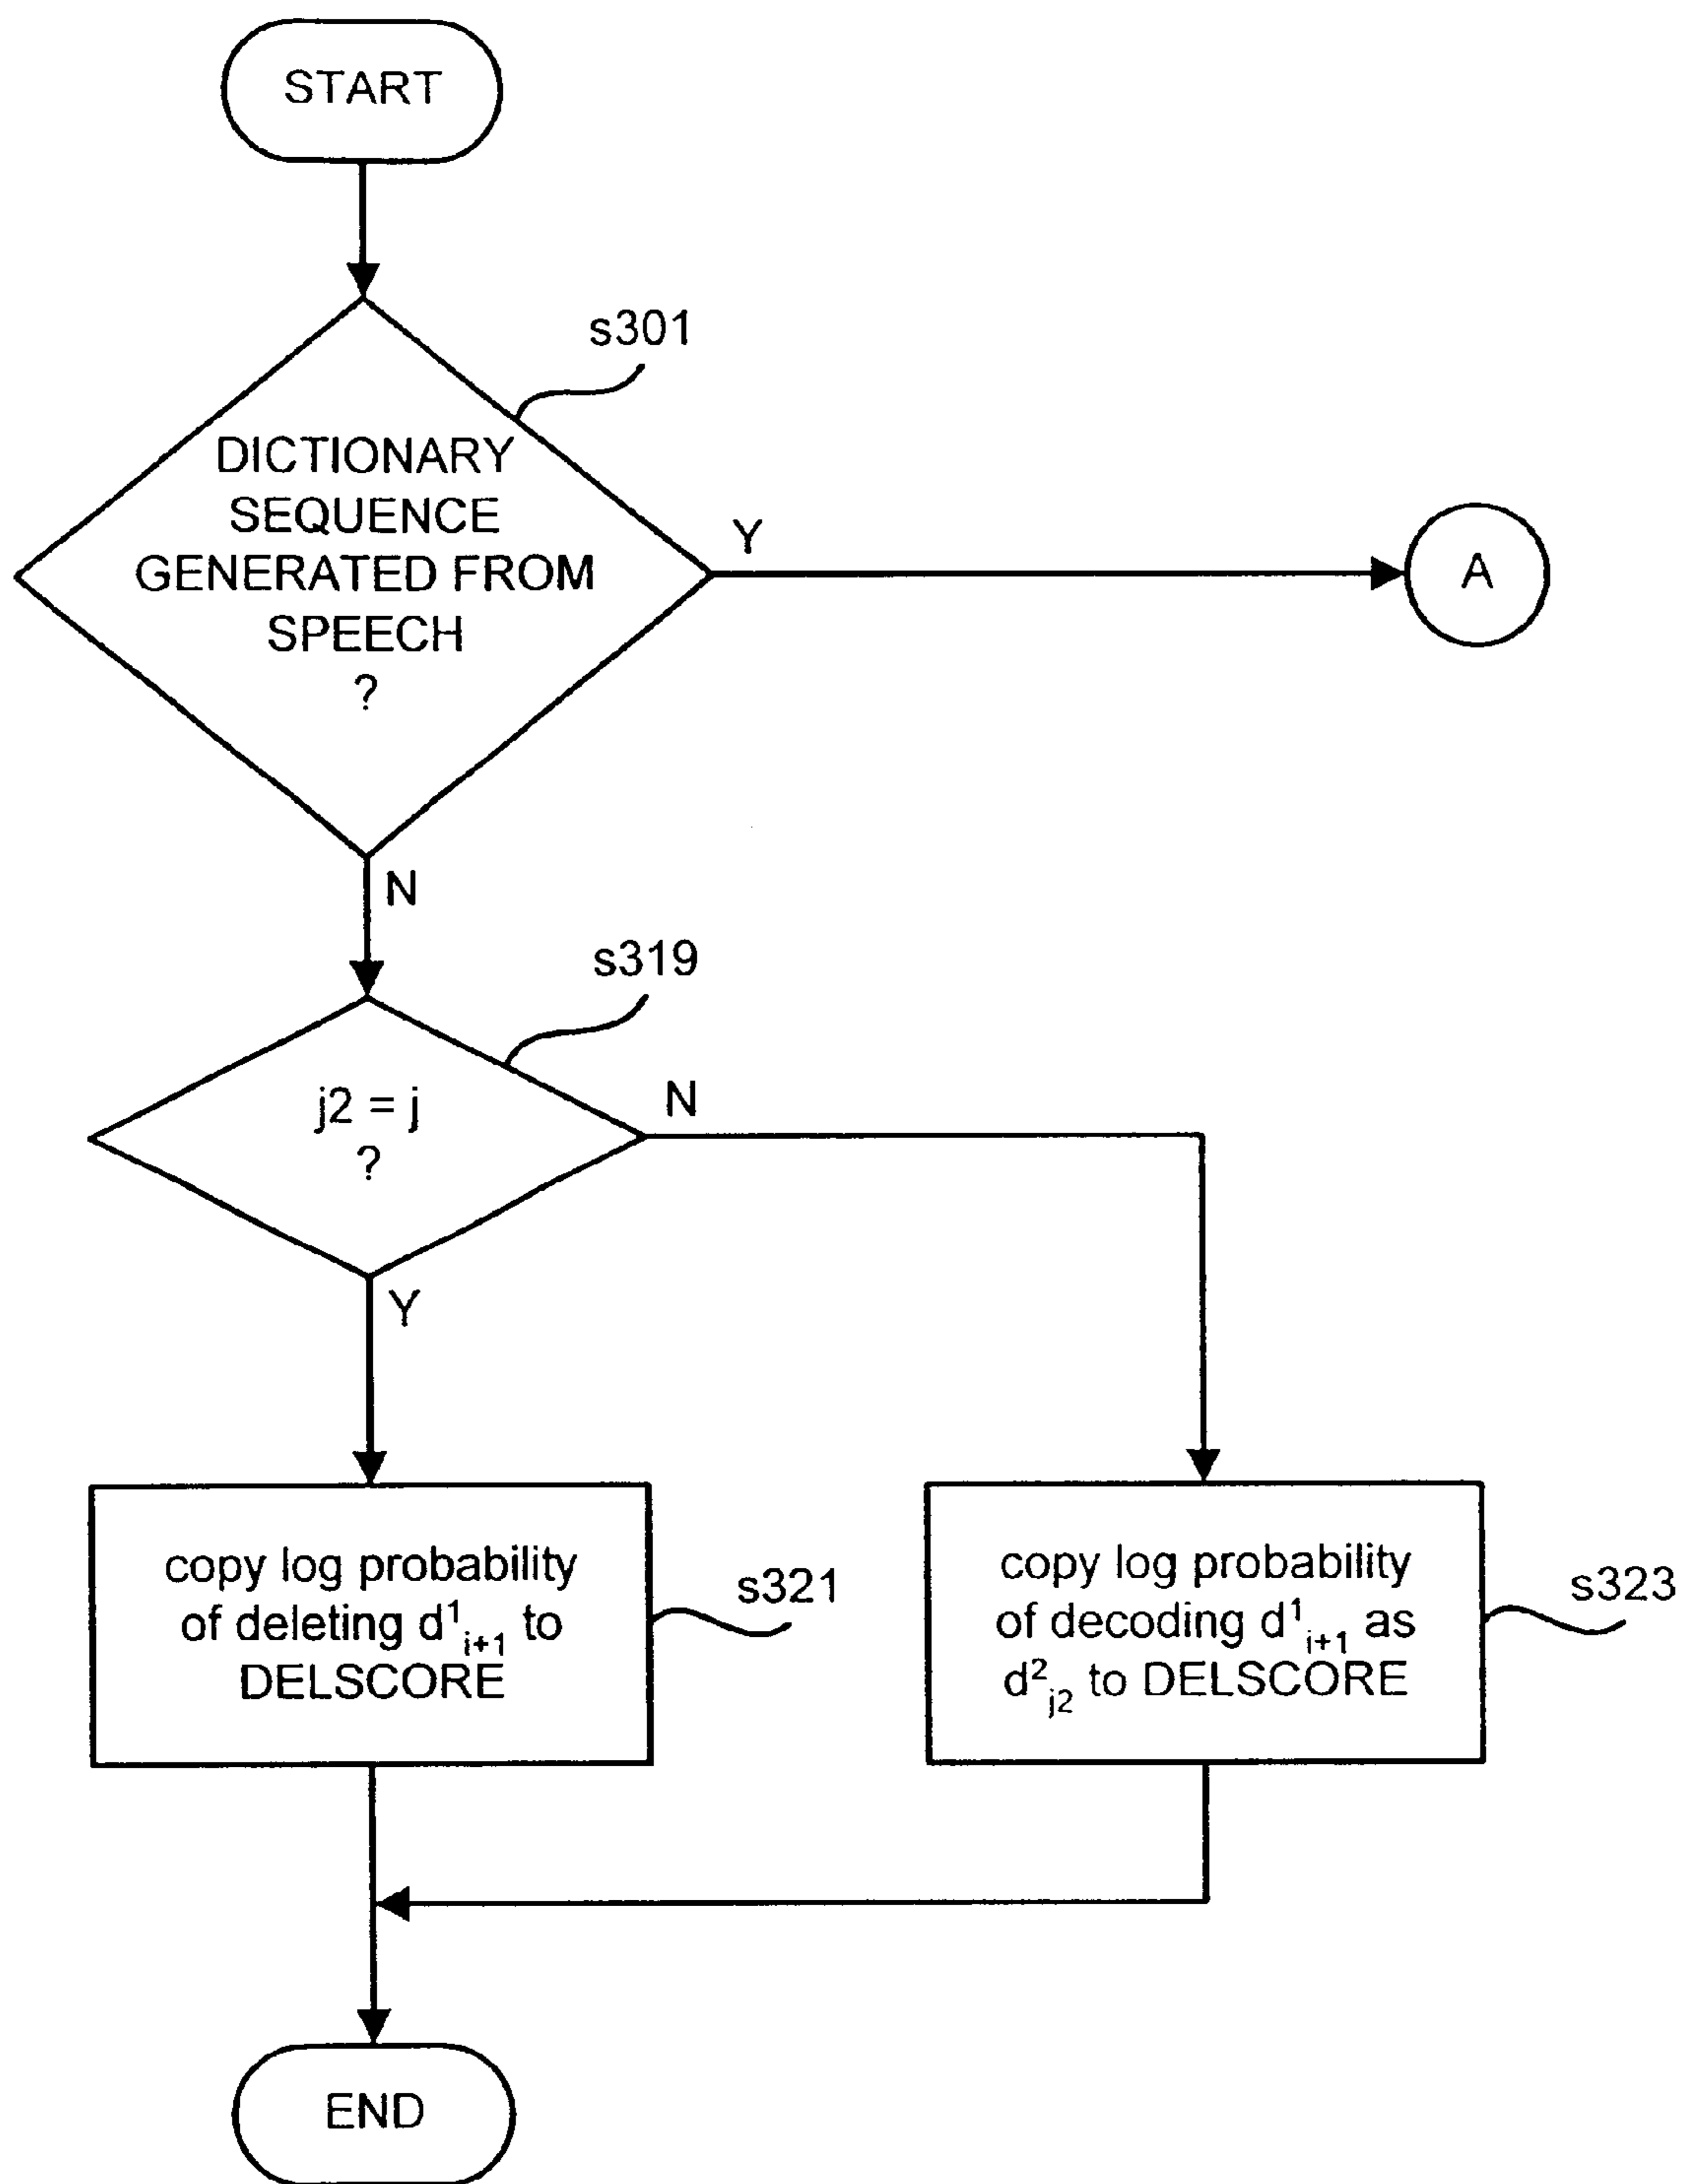 START
s301
DICTIONARY
SEQUENCE
GENERATED FROM
SPEECH
?
Y
A
N
s319
j2 = j
?
N
Y
copy log probability
of deleting d¹ᵢ₊₁ to
DELSCORE
s321
copy log probability
of decoding d¹ᵢ₊₁ as
d²ⱼ₂ to DELSCORE
s323
END